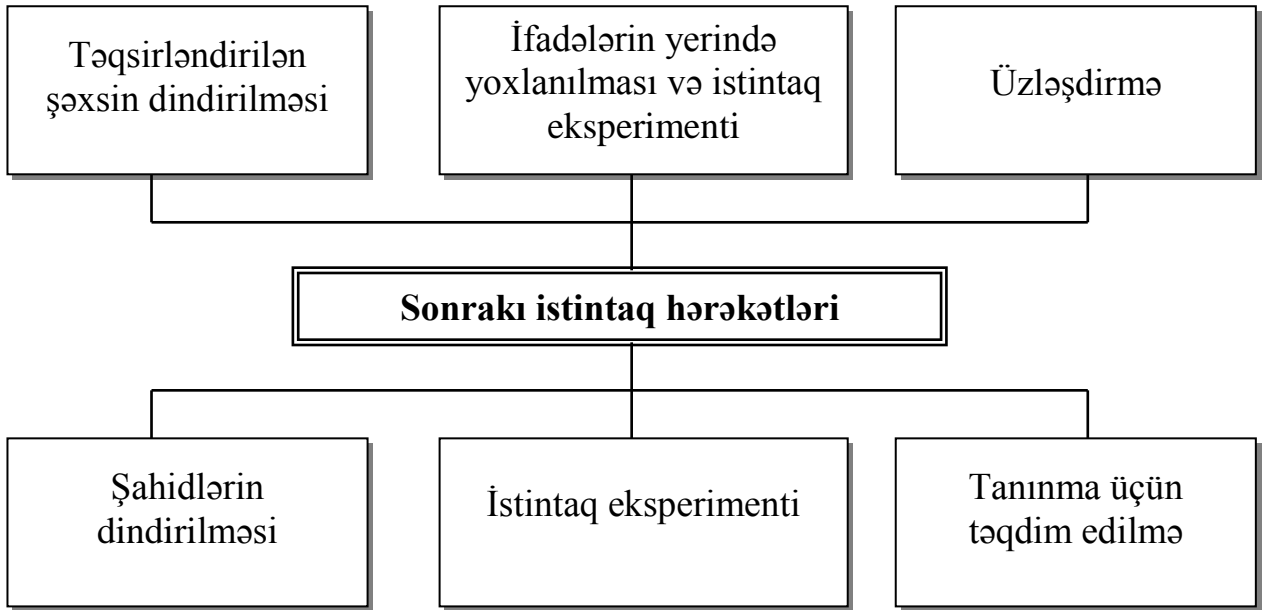 Təqsirləndirilən
şəxsin dindirilməsi
İfadələrin yerində
yoxlanılması və istintaq
eksperimenti
Üzləşdirmə
Sonrakı istintaq hərəkətləri
Şahidlərin
dindirilməsi
İstintaq eksperimenti
Tanınma üçün
təqdim edilmə